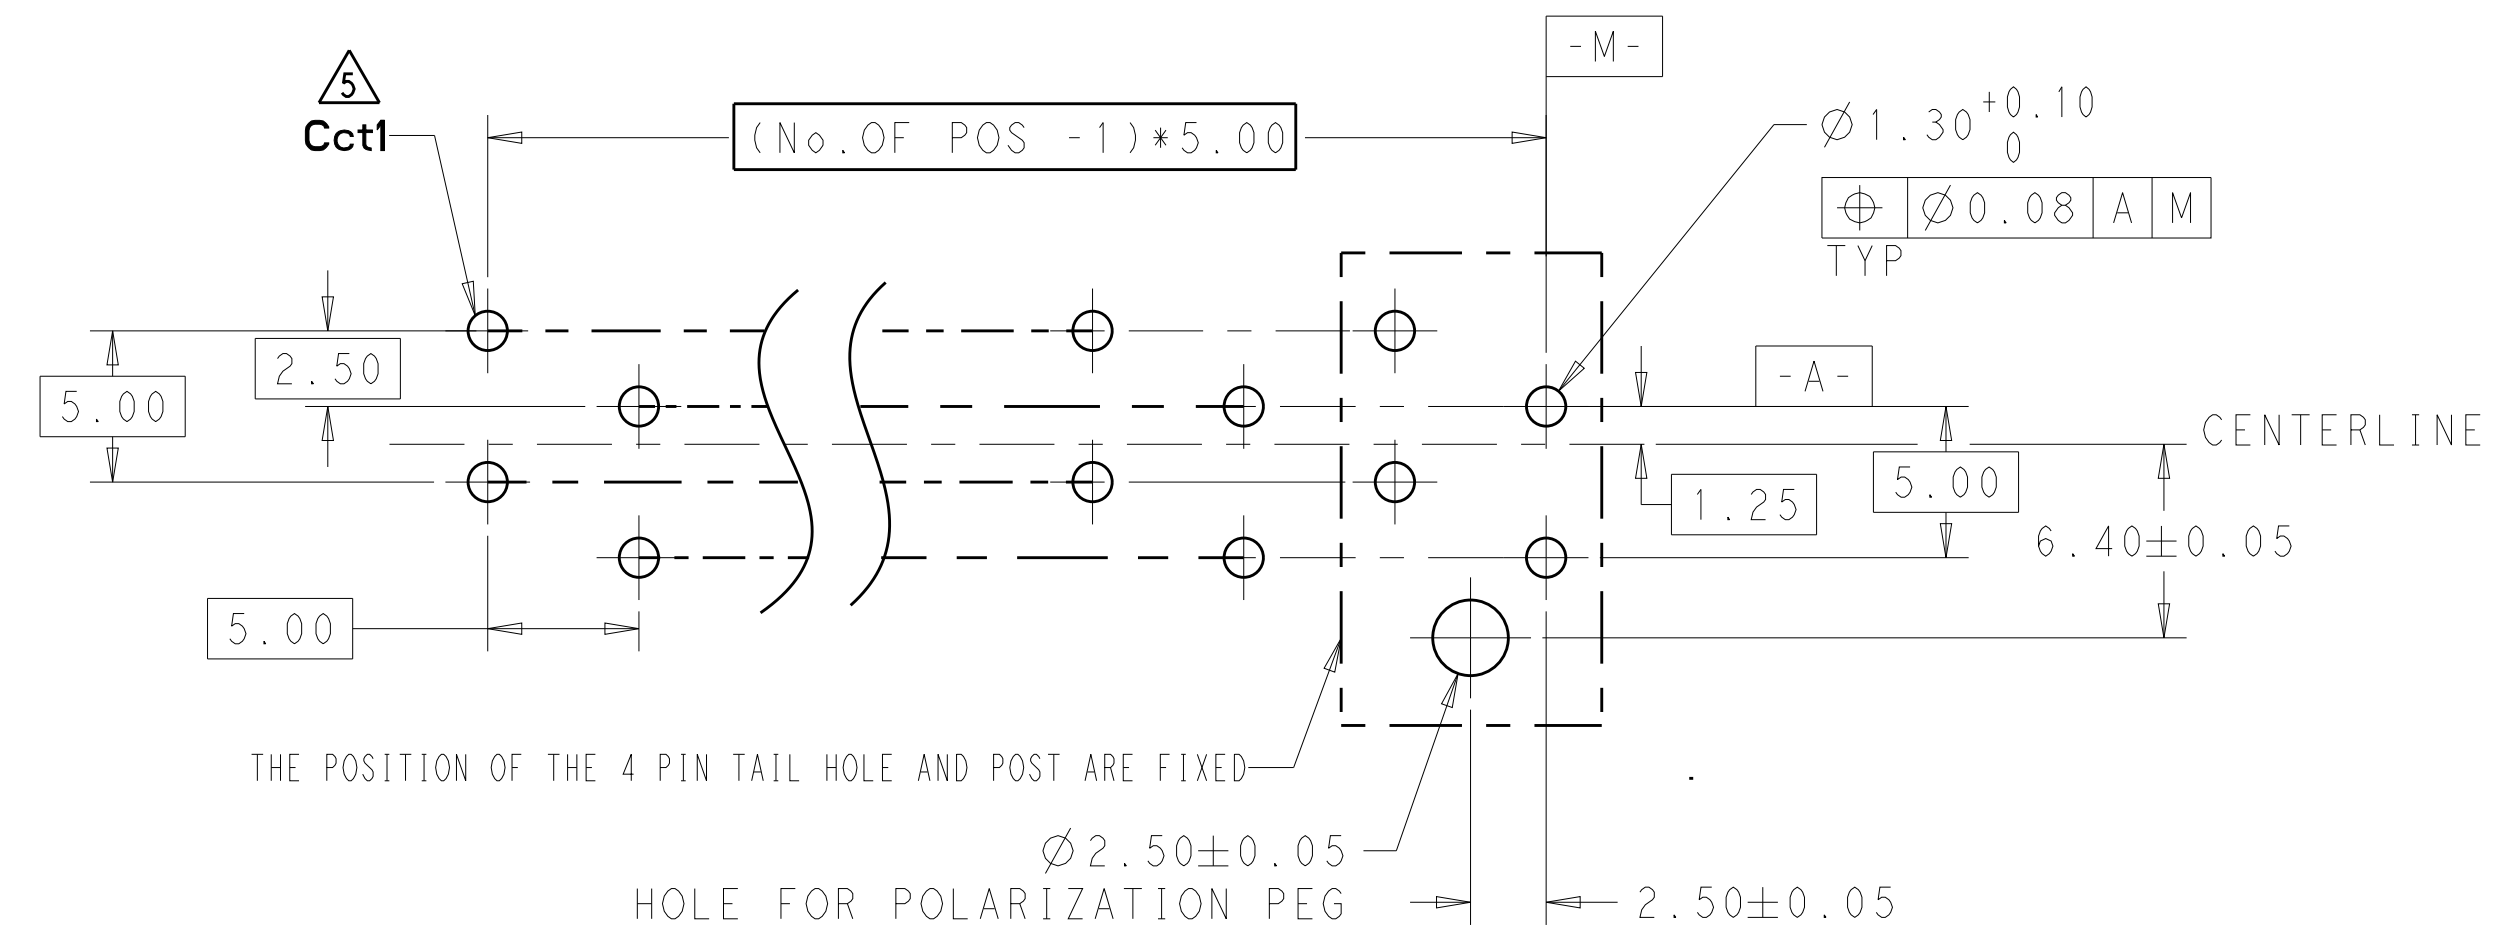 -M-
5
Cct1
(No.OF POS -1)*5.00
Ø1.30 +0.10
0
⌖ Ø0.08 A M
TYP
2.50
5.00
-A-
CENTERLINE
5.00
1.25
6.40±0.05
5.00
THE POSITION OF THE 4 PIN TAIL HOLE AND POST ARE FIXED
Ø2.50±0.05
HOLE FOR POLARIZATION PEG
2.50±0.05